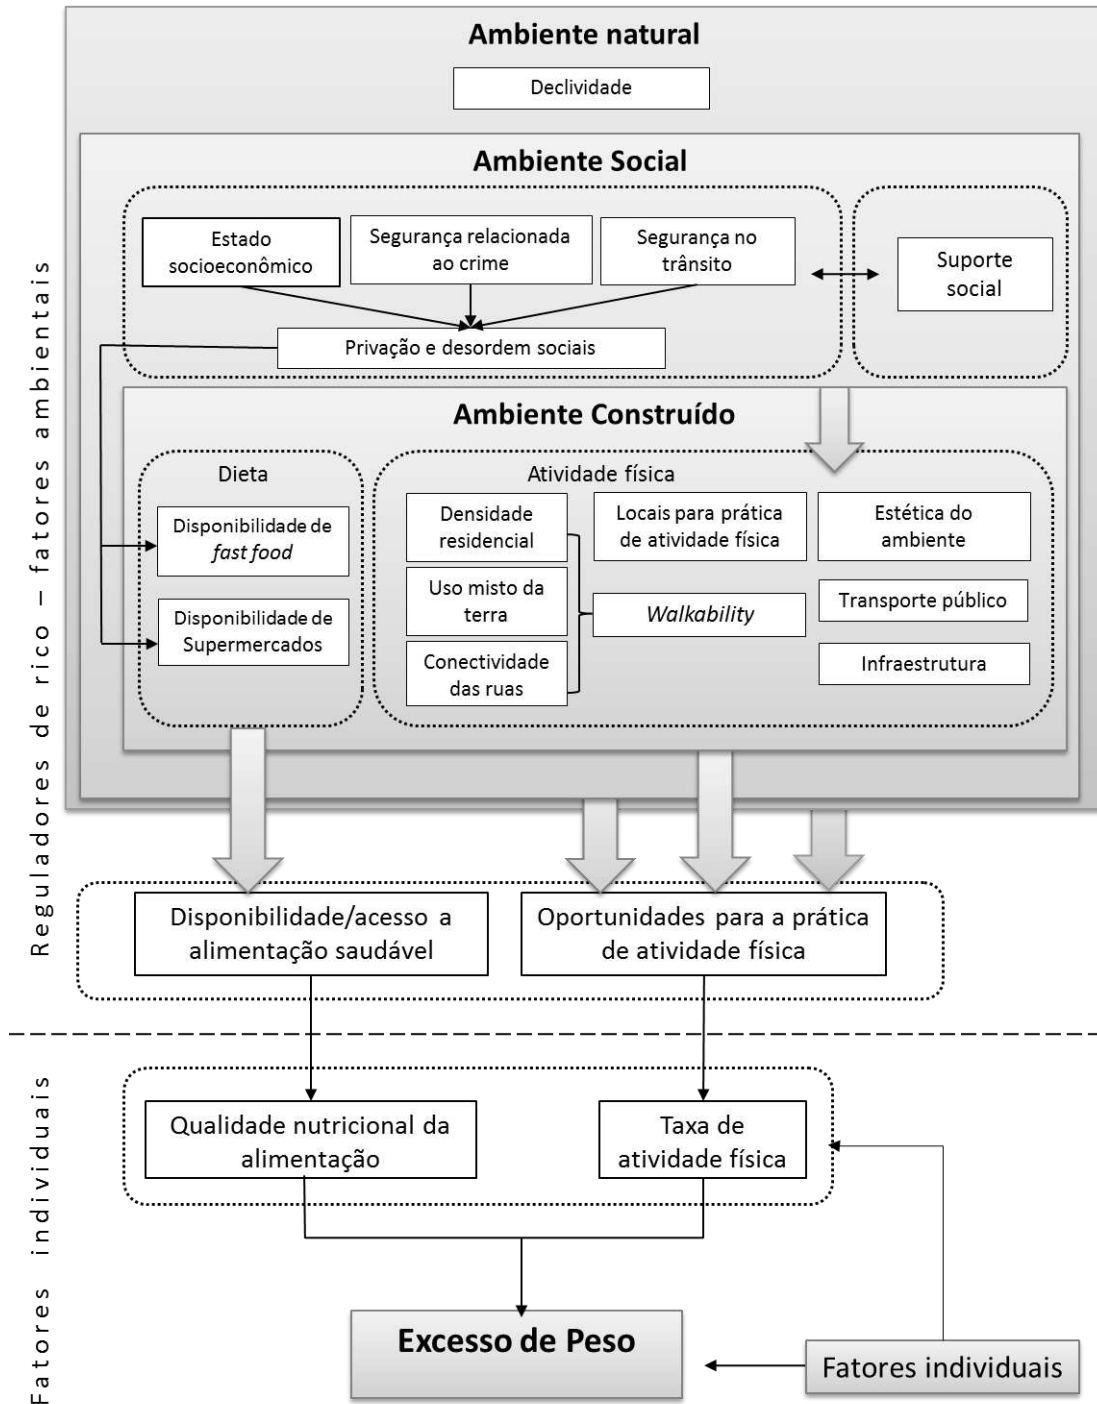 Ambiente natural
Declividade
Ambiente Social
Estado
socioeconômico
Segurança relacionada
ao crime
Segurança no
trânsito
Suporte
social
Privação e desordem sociais
Ambiente Construído
Dieta
Disponibilidade de
fast food
Disponibilidade de
Supermercados
Atividade física
Densidade
residencial
Uso misto da
terra
Conectividade
das ruas
Locais para prática
de atividade física
Walkability
Estética do
ambiente
Transporte público
Infraestrutura
Reguladores de rico – fatores ambientais
Disponibilidade/acesso a
alimentação saudável
Oportunidades para a prática
de atividade física
Fatores individuais
Qualidade nutricional da
alimentação
Taxa de
atividade física
Excesso de Peso
Fatores individuais